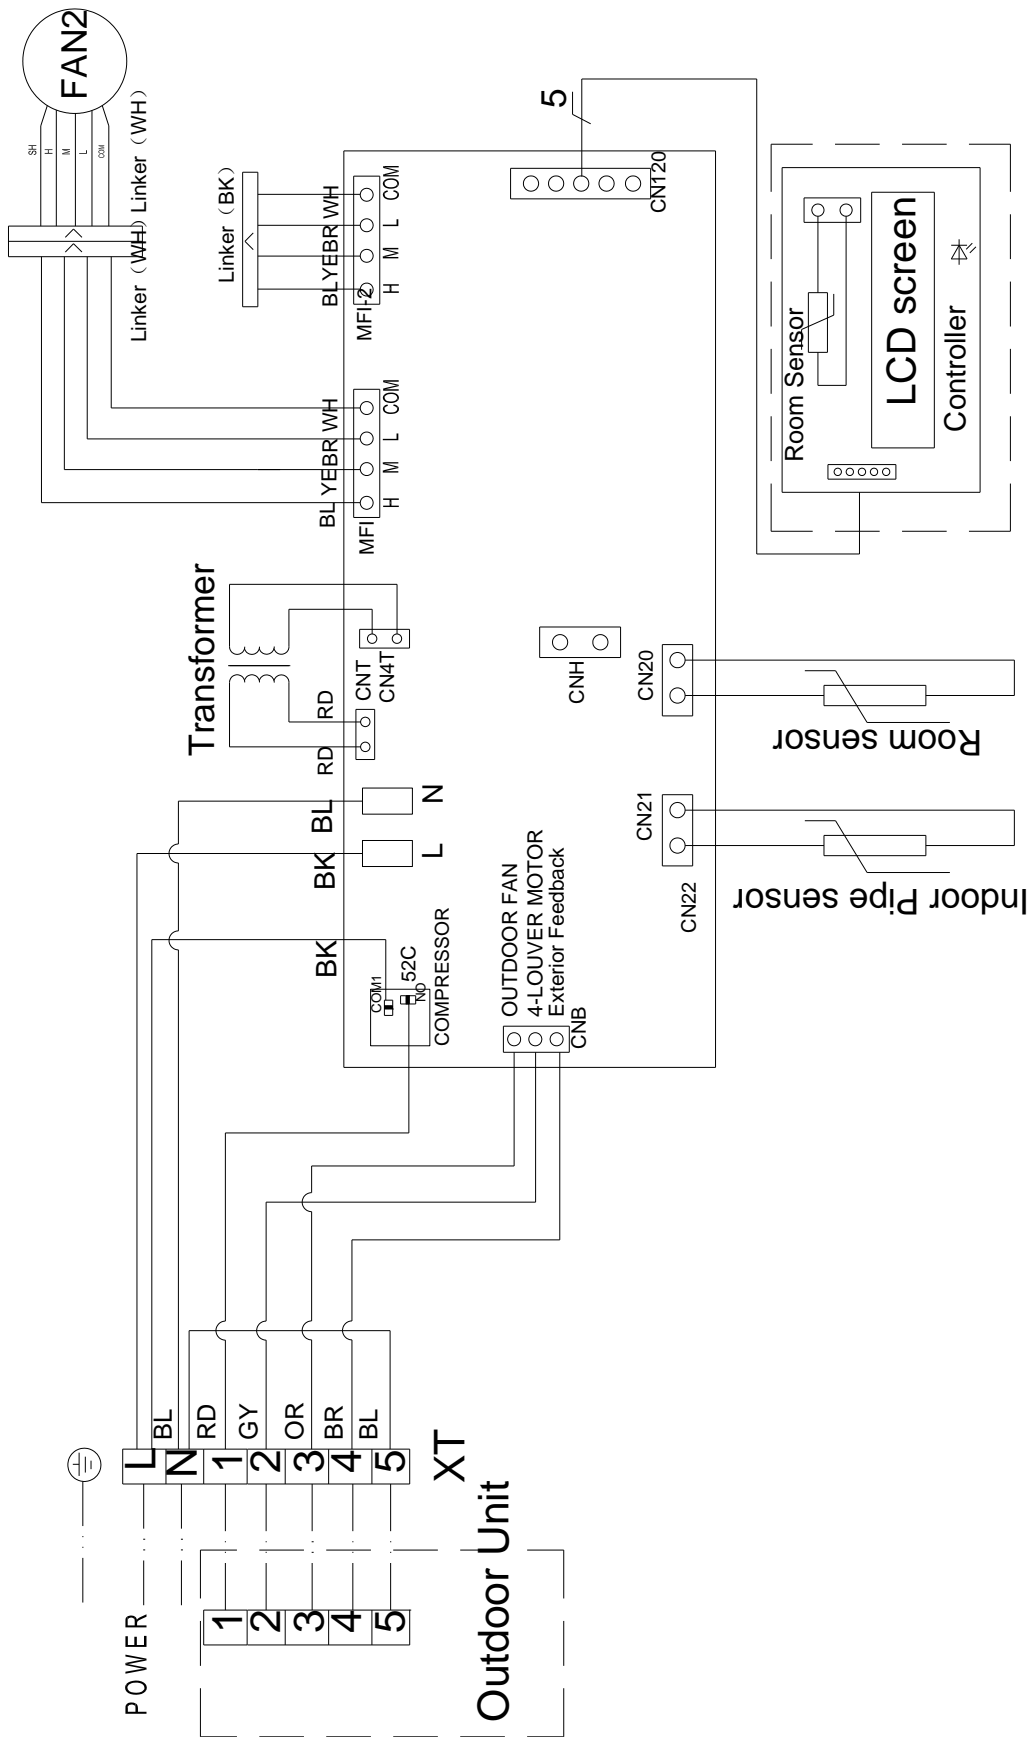 FAN2
SH
H
M
L
COM
Linker（WH）
Linker（WH）
Linker（BK）
BL
YE
BR
WH
MFI-2
H
M
L
COM
BL
YE
BR
WH
MFI
H
M
L
COM
5
CN120
Room Sensor
LCD screen
Controller
Transformer
RD
RD
CNT
CN4T
CNH
CN20
Room sensor
CN21
CN22
Indoor Pipe sensor
BL
N
BK
L
BK
COM1
52C
NO
COMPRESSOR
OUTDOOR FAN
4-LOUVER MOTOR
Exterior Feedback
CNB
BL
RD
GY
OR
BR
BL
L
N
1
2
3
4
5
XT
POWER
1
2
3
4
5
Outdoor Unit